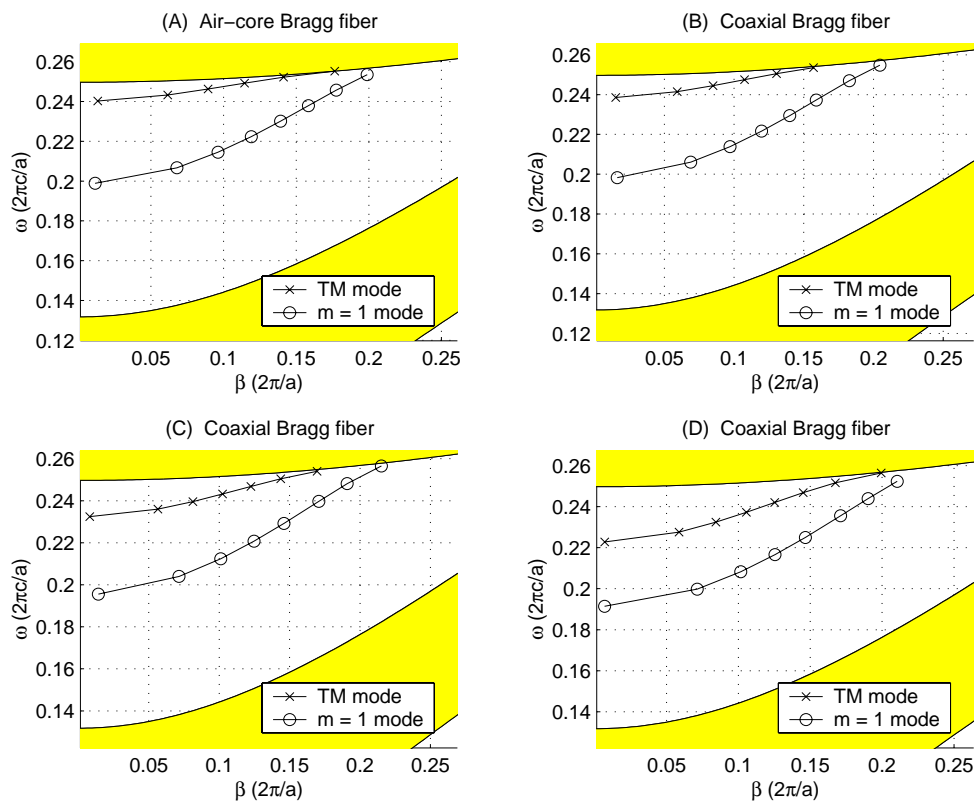 (A) Air-core Bragg fiber
0.26
0.24
0.22
0.2
0.18
0.16
0.14
0.12
ω (2πc/a)
TM mode
m = 1 mode
0.05 0.1 0.15 0.2 0.25
β (2π/a)
(B) Coaxial Bragg fiber
0.26
0.24
0.22
0.2
0.18
0.16
0.14
0.12
ω (2πc/a)
TM mode
m = 1 mode
0.05 0.1 0.15 0.2 0.25
β (2π/a)
(C) Coaxial Bragg fiber
0.26
0.24
0.22
0.2
0.18
0.16
0.14
ω (2πc/a)
TM mode
m = 1 mode
0.05 0.1 0.15 0.2 0.25
β (2π/a)
(D) Coaxial Bragg fiber
0.26
0.24
0.22
0.2
0.18
0.16
0.14
ω (2πc/a)
TM mode
m = 1 mode
0.05 0.1 0.15 0.2 0.25
β (2π/a)